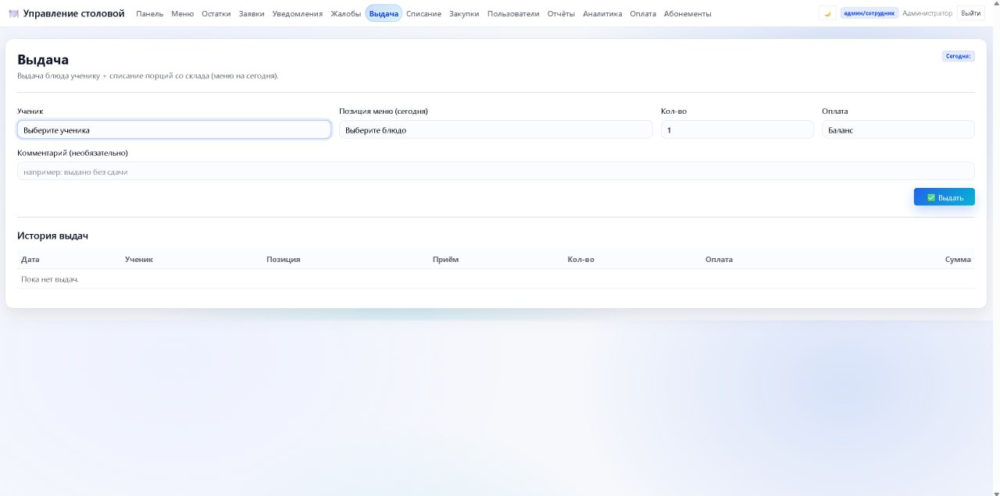 Управление столовой Панель Меню Остатки Заявки Уведомления Жалобы Выдача Списание Закупки Пользователи Отчёты Аналитика Оплата Абонементы админ/сотрудник Администратор Выйти
Выдача Сегодня:
Выдача блюда ученику + списание порций со склада (меню на сегодня).
Ученик Позиция меню (сегодня) Кол-во Оплата
Выберите ученика Выберите блюдо 1 Баланс
Комментарий (необязательно)
например: выдано без сдачи
✅ Выдать
История выдач
Дата Ученик Позиция Приём Кол-во Оплата Сумма
Пока нет выдач.